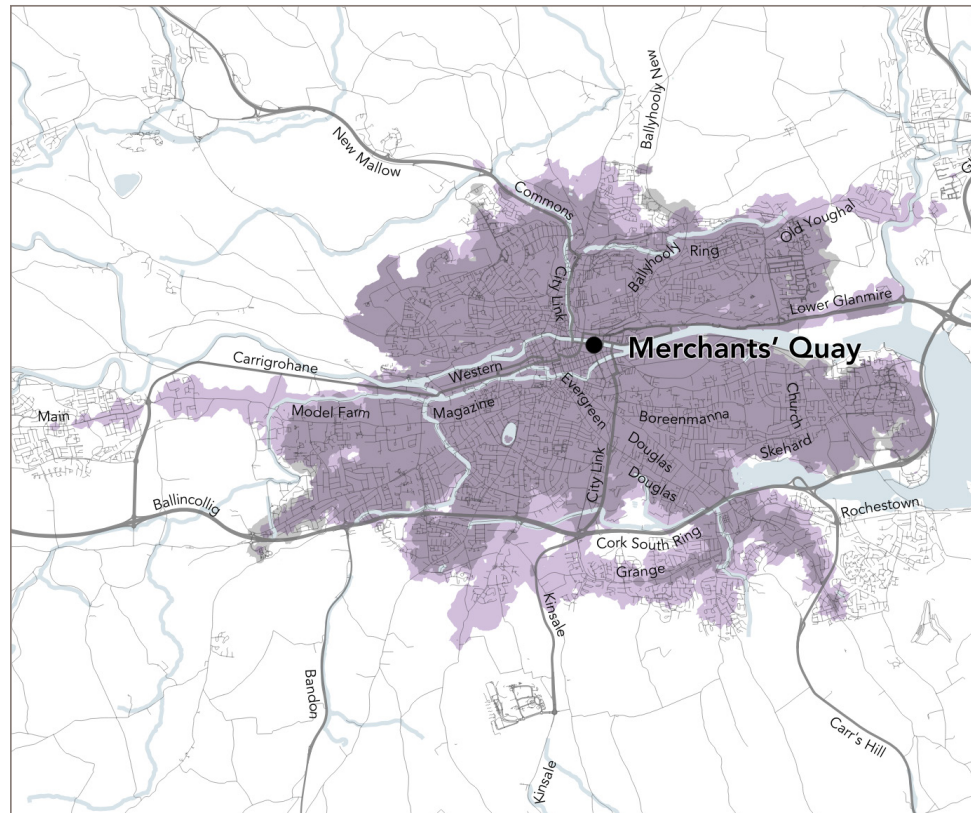 Ballyhooly New
New Mallow
Commons
Old Youghal
Ring
Ballyhooly
City Link
Lower Glanmire
Merchants' Quay
Carrigrohane
Western
Main
Model Farm
Magazine
Evergreen
Boreenmanna
Church
Douglas
Skehard
City Link
Douglas
Ballincollig
Rochestown
Cork South Ring
Grange
Kinsale
Bandon
Carr's Hill
Kinsale